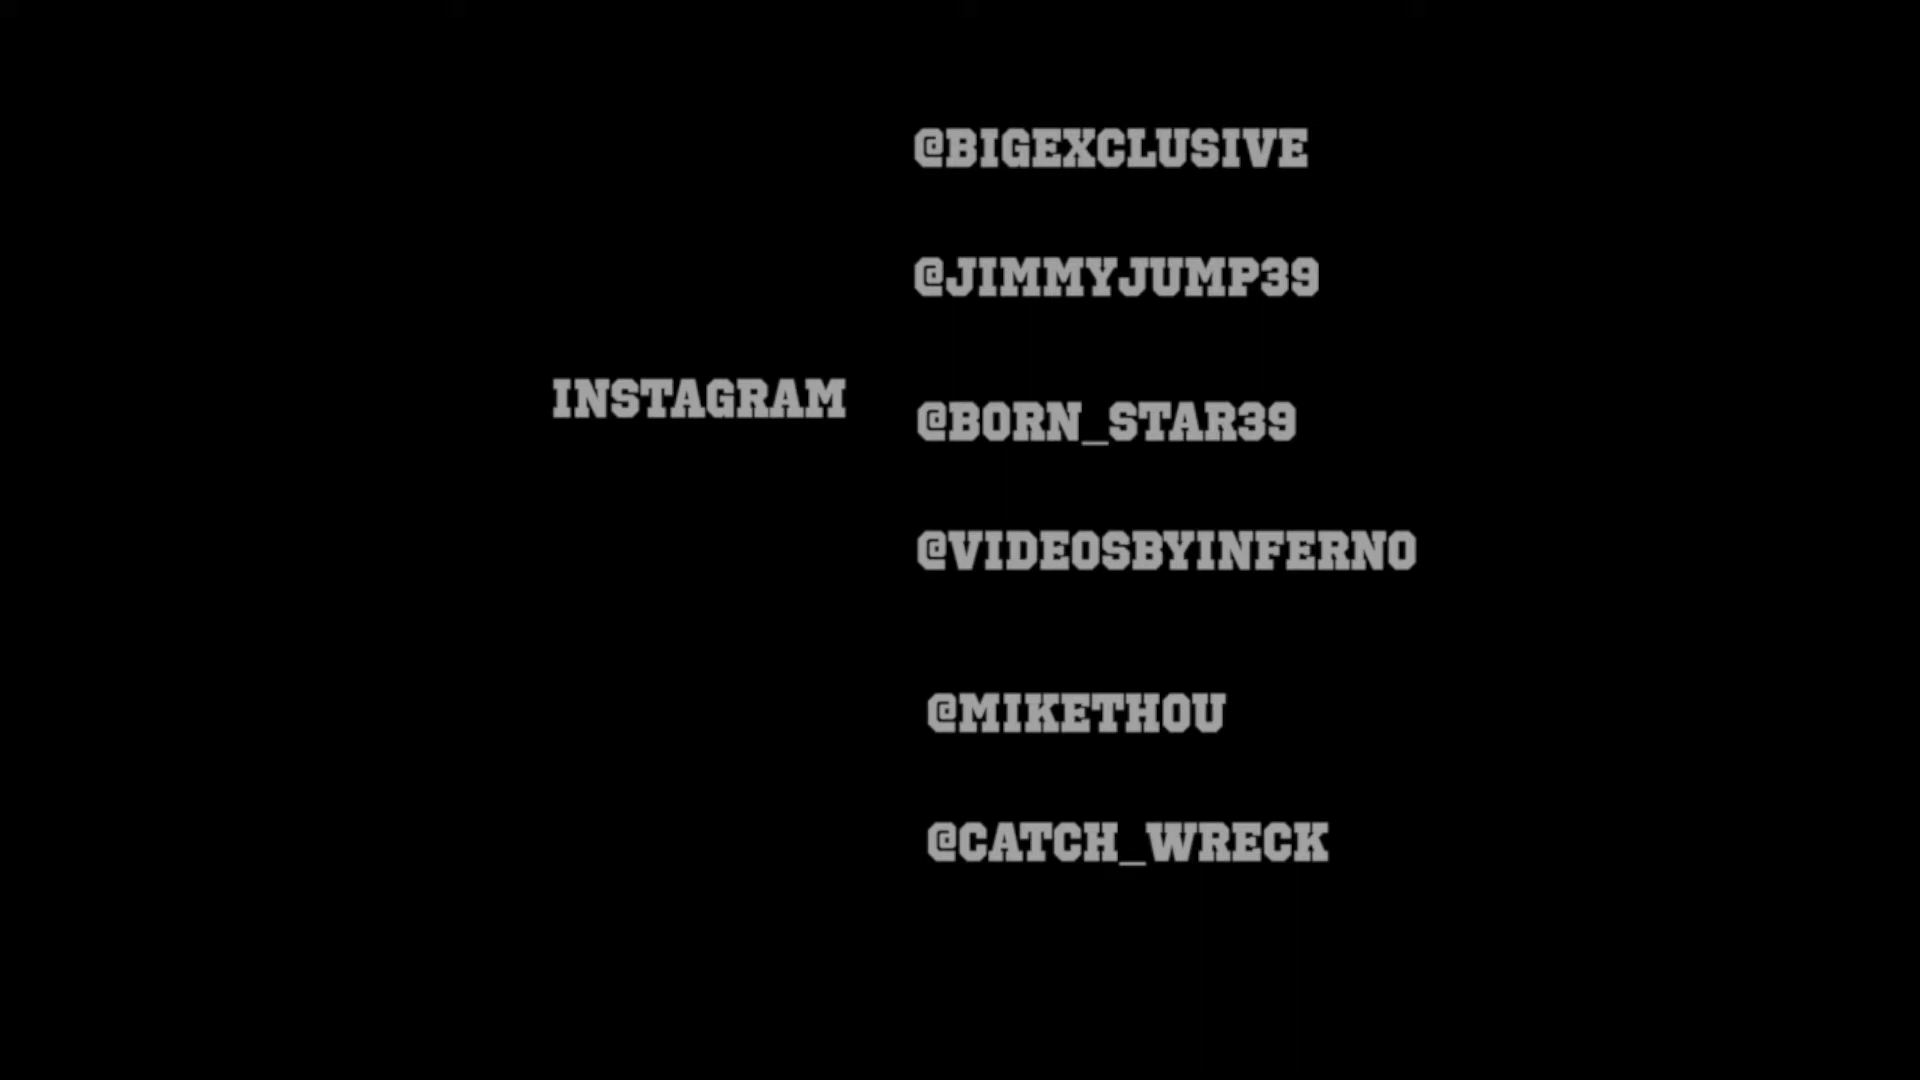 @BIGEXCLUSIVE
@JIMMYJUMP39
INSTAGRAM
@BORN_STAR39
@VIDEOSBYINFERNO
@MIKETHOU
@CATCH_WRECK